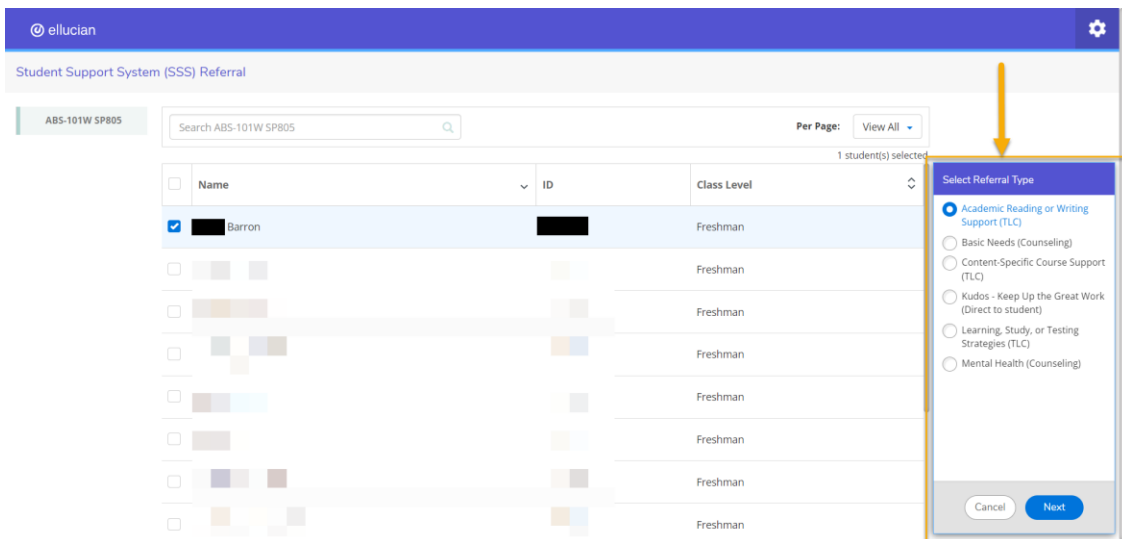 ellucian
Student Support System (SSS) Referral
ABS-101W SP805
Search ABS-101W SP805
Per Page: View All
1 student(s) selected
Name ID Class Level
Barron Freshman
Freshman
Freshman
Freshman
Freshman
Freshman
Freshman
Freshman
Select Referral Type
Academic Reading or Writing
Support (TLC)
Basic Needs (Counseling)
Content-Specific Course Support
(TLC)
Kudos - Keep Up the Great Work
(Direct to student)
Learning, Study, or Testing
Strategies (TLC)
Mental Health (Counseling)
Cancel Next